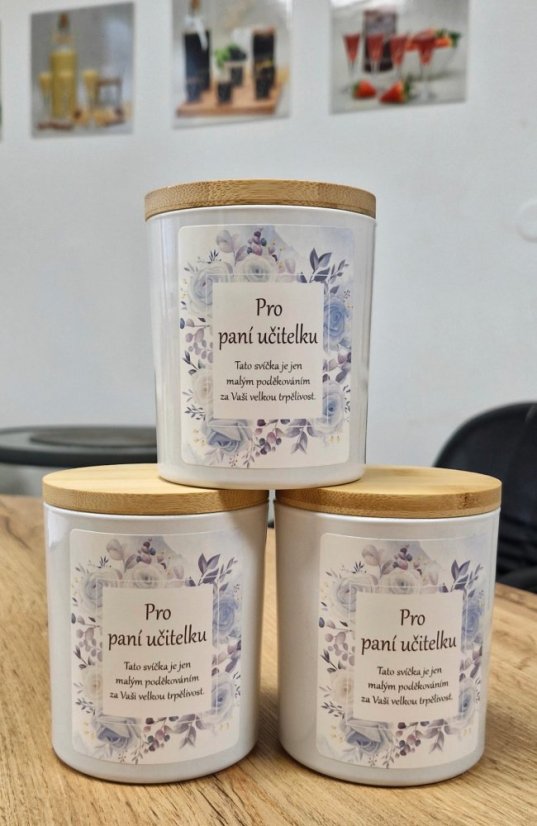 Pro
paní učitelku
Tato svíčka je jen
malým poděkováním
za Vaši velkou trpělivost.
Pro
paní učitelku
Tato svíčka je jen
malým poděkováním
za Vaši velkou trpělivost.
Pro
paní učitelku
Tato svíčka je jen
malým poděkováním
za Vaši velkou trpělivost.